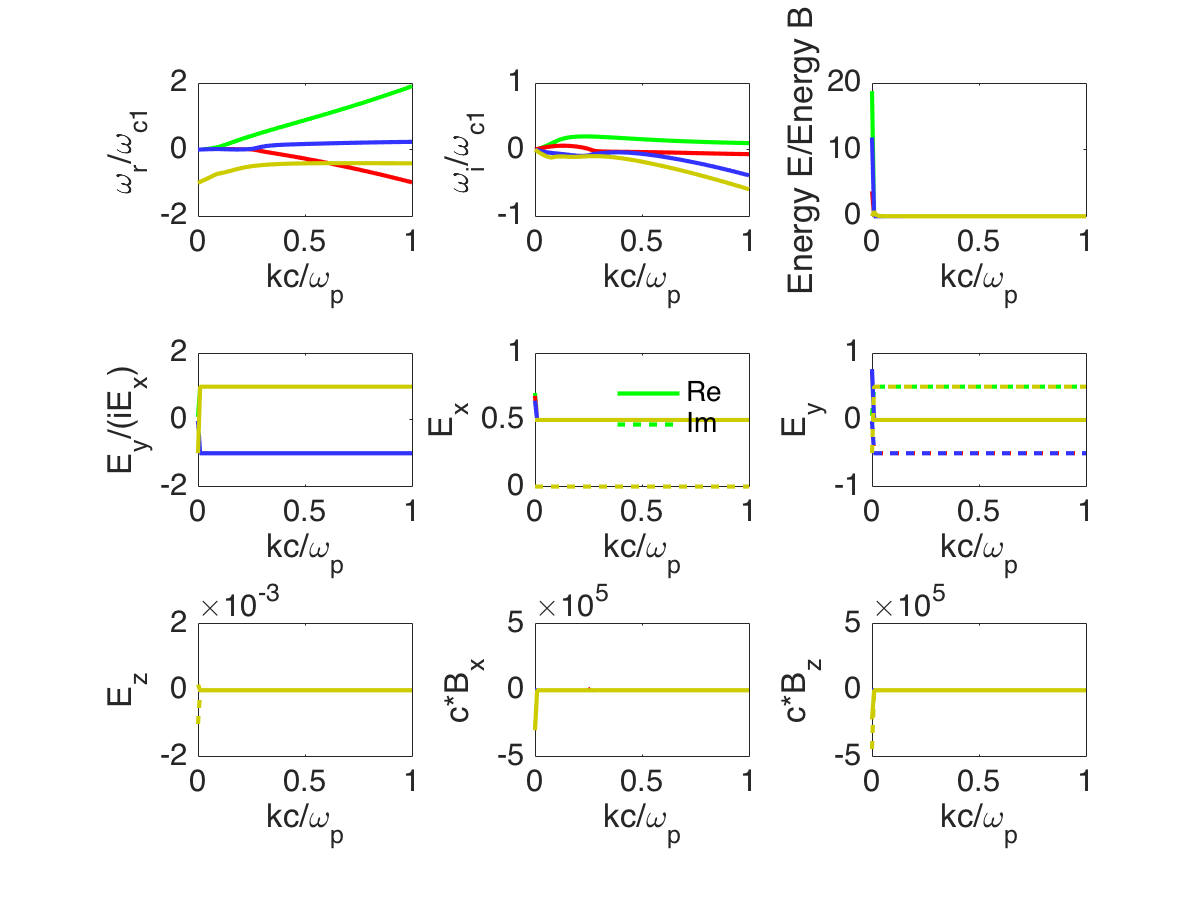 2
0
-2
0 0.5 1
kc/ω_p
ω_r/ω_c1
1
0
-1
0 0.5 1
kc/ω_p
ω_i/ω_c1
20
10
0
0 0.5 1
kc/ω_p
Energy E/Energy B
2
0
-2
0 0.5 1
kc/ω_p
E_y/(iE_x)
1
0.5
0
0 0.5 1
kc/ω_p
E_x
Re
Im
1
0
-1
0 0.5 1
kc/ω_p
E_y
×10^-3
2
0
-2
0 0.5 1
kc/ω_p
E_z
×10^5
5
0
-5
0 0.5 1
kc/ω_p
c*B_x
×10^5
5
0
-5
0 0.5 1
kc/ω_p
c*B_z